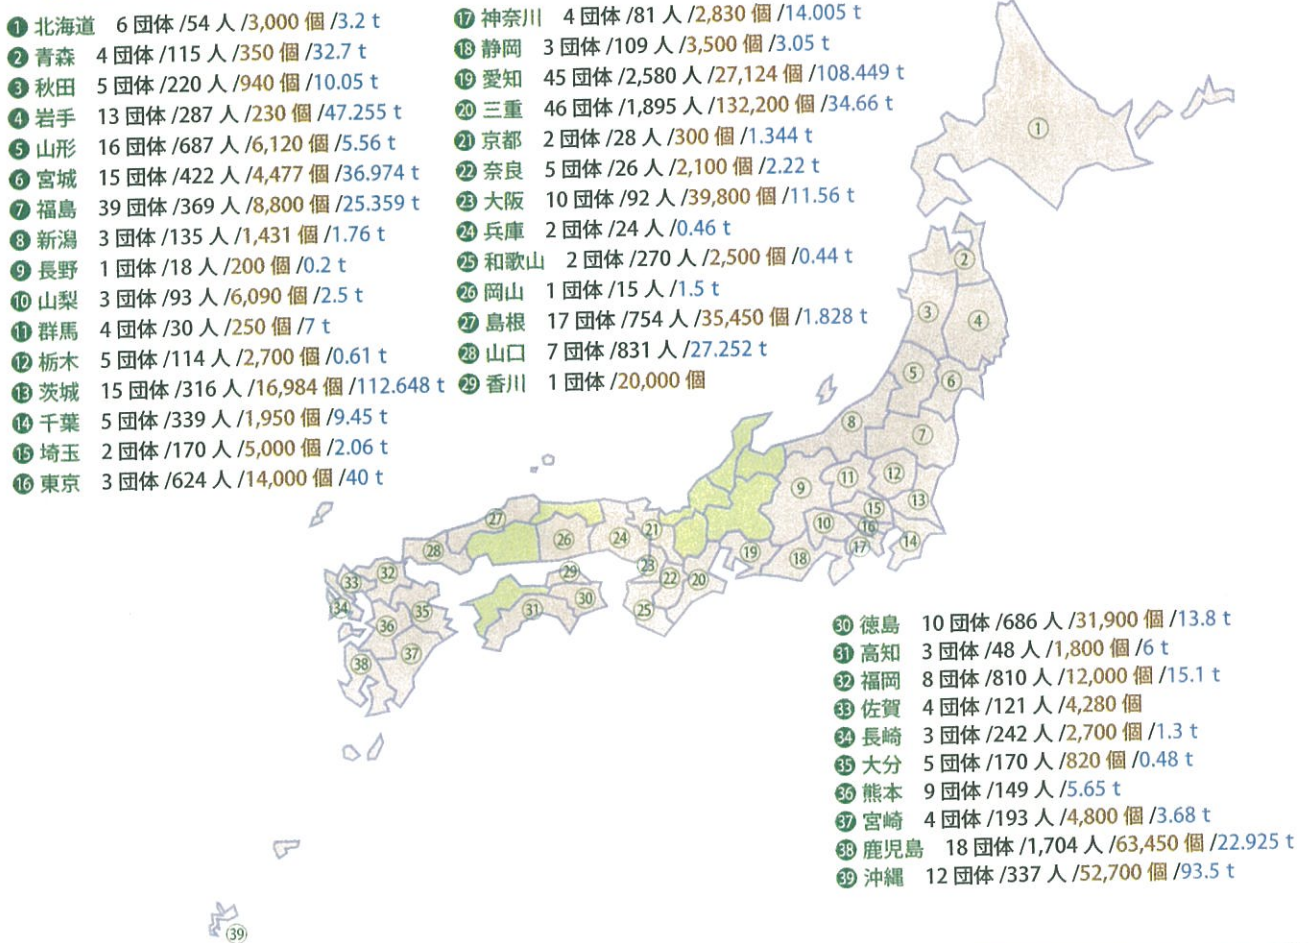 ❶ 北海道 6 団体 /54 人 /3,000 個 /3.2 t
❷ 青森 4 団体 /115 人 /350 個 /32.7 t
❸ 秋田 5 団体 /220 人 /940 個 /10.05 t
❹ 岩手 13 団体 /287 人 /230 個 /47.255 t
❺ 山形 16 団体 /687 人 /6,120 個 /5.56 t
❻ 宮城 15 団体 /422 人 /4,477 個 /36.974 t
❼ 福島 39 団体 /369 人 /8,800 個 /25.359 t
❽ 新潟 3 団体 /135 人 /1,431 個 /1.76 t
❾ 長野 1 団体 /18 人 /200 個 /0.2 t
❿ 山梨 3 団体 /93 人 /6,090 個 /2.5 t
⓫ 群馬 4 団体 /30 人 /250 個 /7 t
⓬ 栃木 5 団体 /114 人 /2,700 個 /0.61 t
⓭ 茨城 15 団体 /316 人 /16,984 個 /112.648 t
⓮ 千葉 5 団体 /339 人 /1,950 個 /9.45 t
⓯ 埼玉 2 団体 /170 人 /5,000 個 /2.06 t
⓰ 東京 3 団体 /624 人 /14,000 個 /40 t
⓱ 神奈川 4 団体 /81 人 /2,830 個 /14.005 t
⓲ 静岡 3 団体 /109 人 /3,500 個 /3.05 t
⓳ 愛知 45 団体 /2,580 人 /27,124 個 /108.449 t
⓴ 三重 46 団体 /1,895 人 /132,200 個 /34.66 t
㉑ 京都 2 団体 /28 人 /300 個 /1.344 t
㉒ 奈良 5 団体 /26 人 /2,100 個 /2.22 t
㉓ 大阪 10 団体 /92 人 /39,800 個 /11.56 t
㉔ 兵庫 2 団体 /24 人 /0.46 t
㉕ 和歌山 2 団体 /270 人 /2,500 個 /0.44 t
㉖ 岡山 1 団体 /15 人 /1.5 t
㉗ 島根 17 団体 /754 人 /35,450 個 /1.828 t
㉘ 山口 7 団体 /831 人 /27.252 t
㉙ 香川 1 団体 /20,000 個
①
②
③
④
⑤
⑥
⑦
⑧
⑨
⑪
⑫
⑬
⑩
⑮
⑯
⑭
⑰
⑱
⑲
㉑
㉔
㉖
㉗
㉘
㉓
㉒
⑳
㉕
㉙
㉚
㉛
㉜
㉝
㉞
㉟
㊱
㊲
㊳
㊴
㉚ 徳島 10 団体 /686 人 /31,900 個 /13.8 t
㉛ 高知 3 団体 /48 人 /1,800 個 /6 t
㉜ 福岡 8 団体 /810 人 /12,000 個 /15.1 t
㉝ 佐賀 4 団体 /121 人 /4,280 個
㉞ 長崎 3 団体 /242 人 /2,700 個 /1.3 t
㉟ 大分 5 団体 /170 人 /820 個 /0.48 t
㊱ 熊本 9 団体 /149 人 /5.65 t
㊲ 宮崎 4 団体 /193 人 /4,800 個 /3.68 t
㊳ 鹿児島 18 団体 /1,704 人 /63,450 個 /22.925 t
㊴ 沖縄 12 団体 /337 人 /52,700 個 /93.5 t